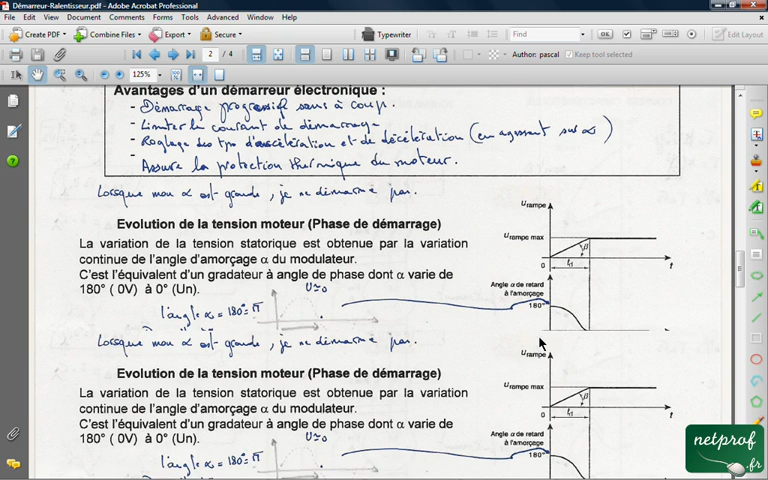 Démarreur-Ralentisseur.pdf - Adobe Acrobat Professional
File Edit View Document Comments Forms Tools Advanced Window Help
Create PDF Combine Files Export Secure Typewriter Find OK Edit Layout
2 / 4 Author: pascal Keep tool selected
125%
Avantages d'un démarreur électronique :
- Démarrage progressif sans à coup.
- Limiter le courant de démarrage
- Réglage des tps d'accélération et de décélération (en agissant sur α)
- Assure la protection thermique du moteur.
Lorsque mon α est grande, je ne démarre pas.
Evolution de la tension moteur (Phase de démarrage)
La variation de la tension statorique est obtenue par la variation
continue de l'angle d'amorçage α du modulateur.
C'est l'équivalent d'un gradateur à angle de phase dont α varie de
180° ( 0V) à 0° (Un).
l'angle α = 180° = π
U≃0
U rampe
U rampe max
β
0
t1
t
Angle α de retard
à l'amorçage
180°
Lorsque mon α est grande, je ne démarre pas.
Evolution de la tension moteur (Phase de démarrage)
La variation de la tension statorique est obtenue par la variation
continue de l'angle d'amorçage α du modulateur.
C'est l'équivalent d'un gradateur à angle de phase dont α varie de
180° ( 0V) à 0° (Un).
l'angle α = 180° = π
U≃0
U rampe
U rampe max
β
0
t1
t
Angle α de retard
à l'amorçage
180°
netprof
.fr